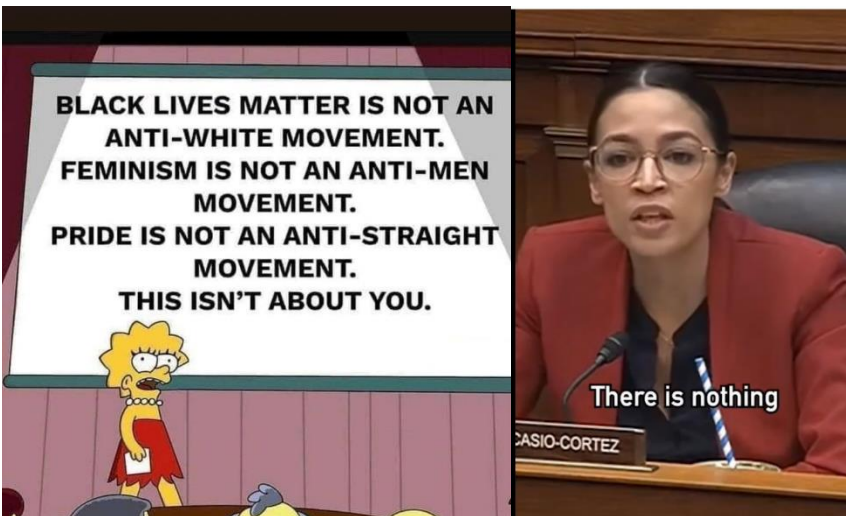 BLACK LIVES MATTER IS NOT AN
ANTI-WHITE MOVEMENT.
FEMINISM IS NOT AN ANTI-MEN
MOVEMENT.
PRIDE IS NOT AN ANTI-STRAIGHT
MOVEMENT.
THIS ISN'T ABOUT YOU.
There is nothing
CASIO-CORTEZ